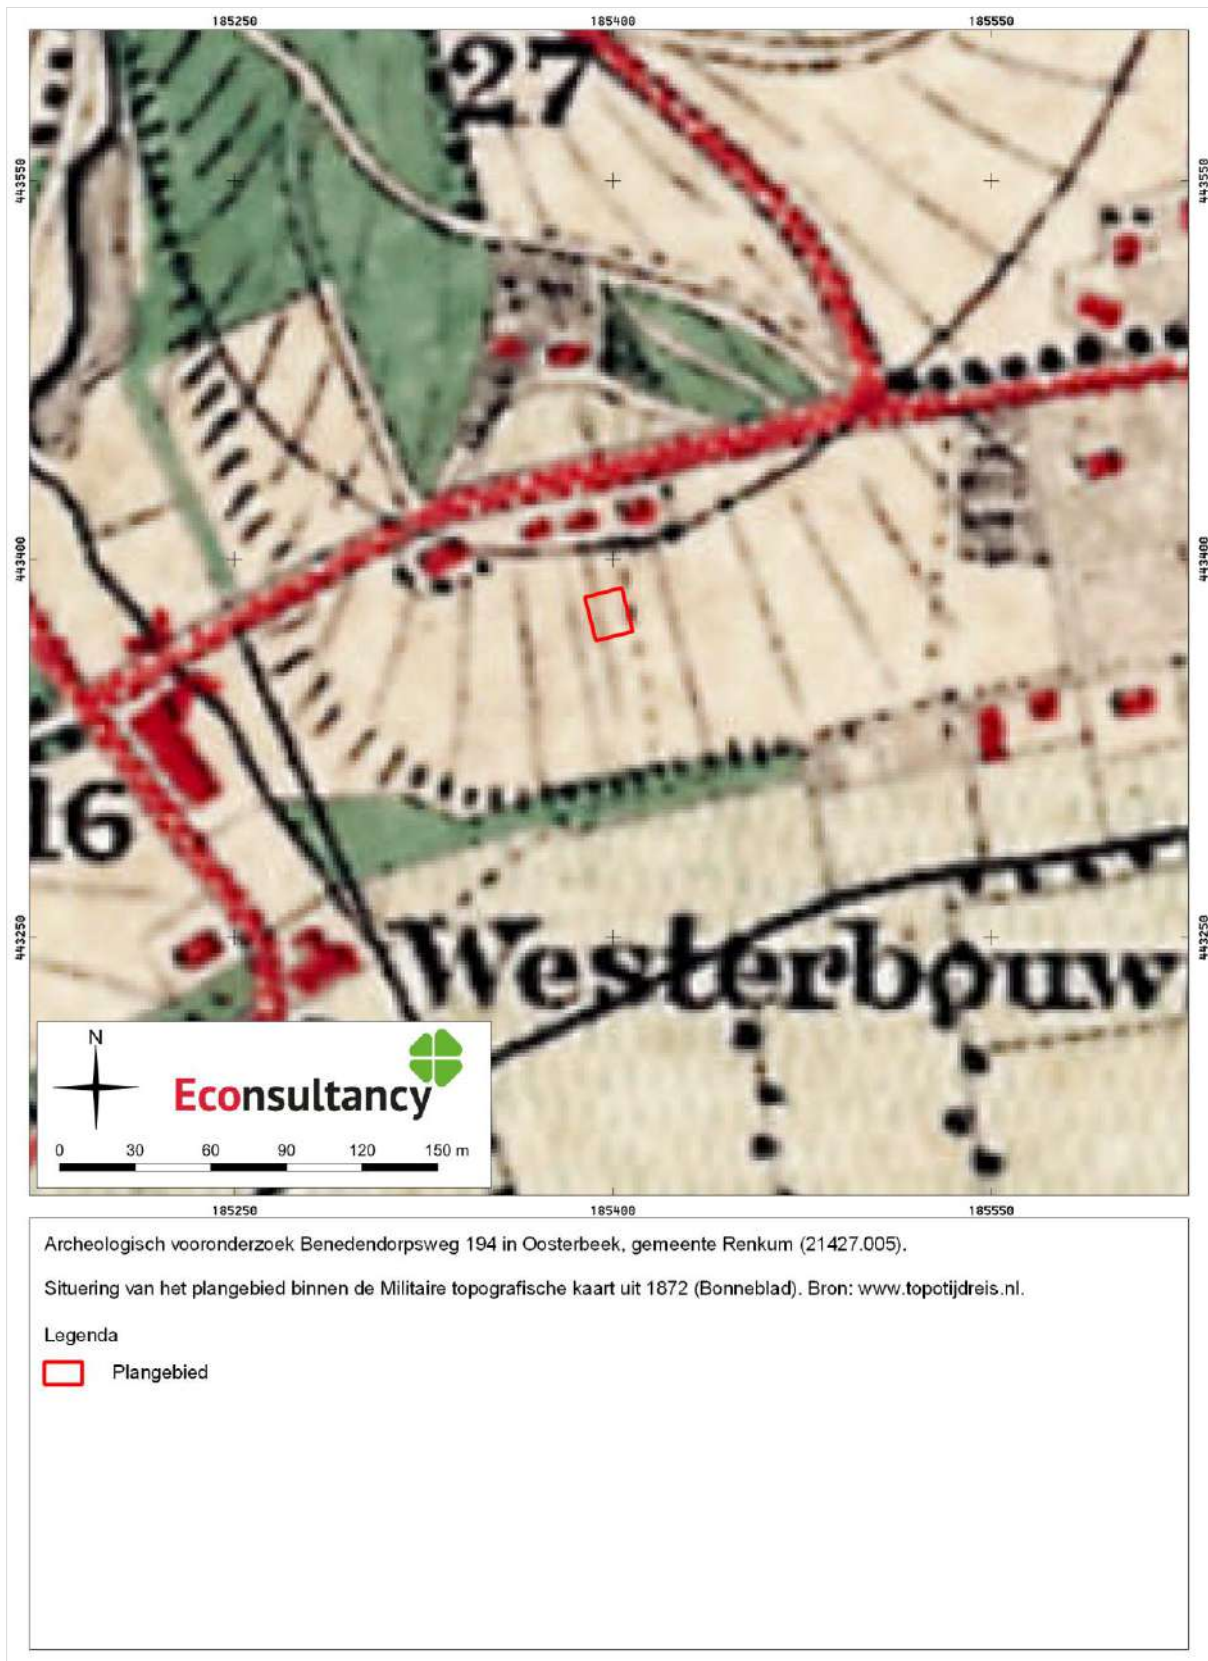 185250 185400 185550
27
443550 443550
443400 443400
16
Westerbouw
443250 443250
N
Econsultancy
0 30 60 90 120 150 m
185250 185400 185550
Archeologisch vooronderzoek Benedendorpsweg 194 in Oosterbeek, gemeente Renkum (21427.005).
Situering van het plangebied binnen de Militaire topografische kaart uit 1872 (Bonneblad). Bron: www.topotijdreis.nl.
Legenda
Plangebied